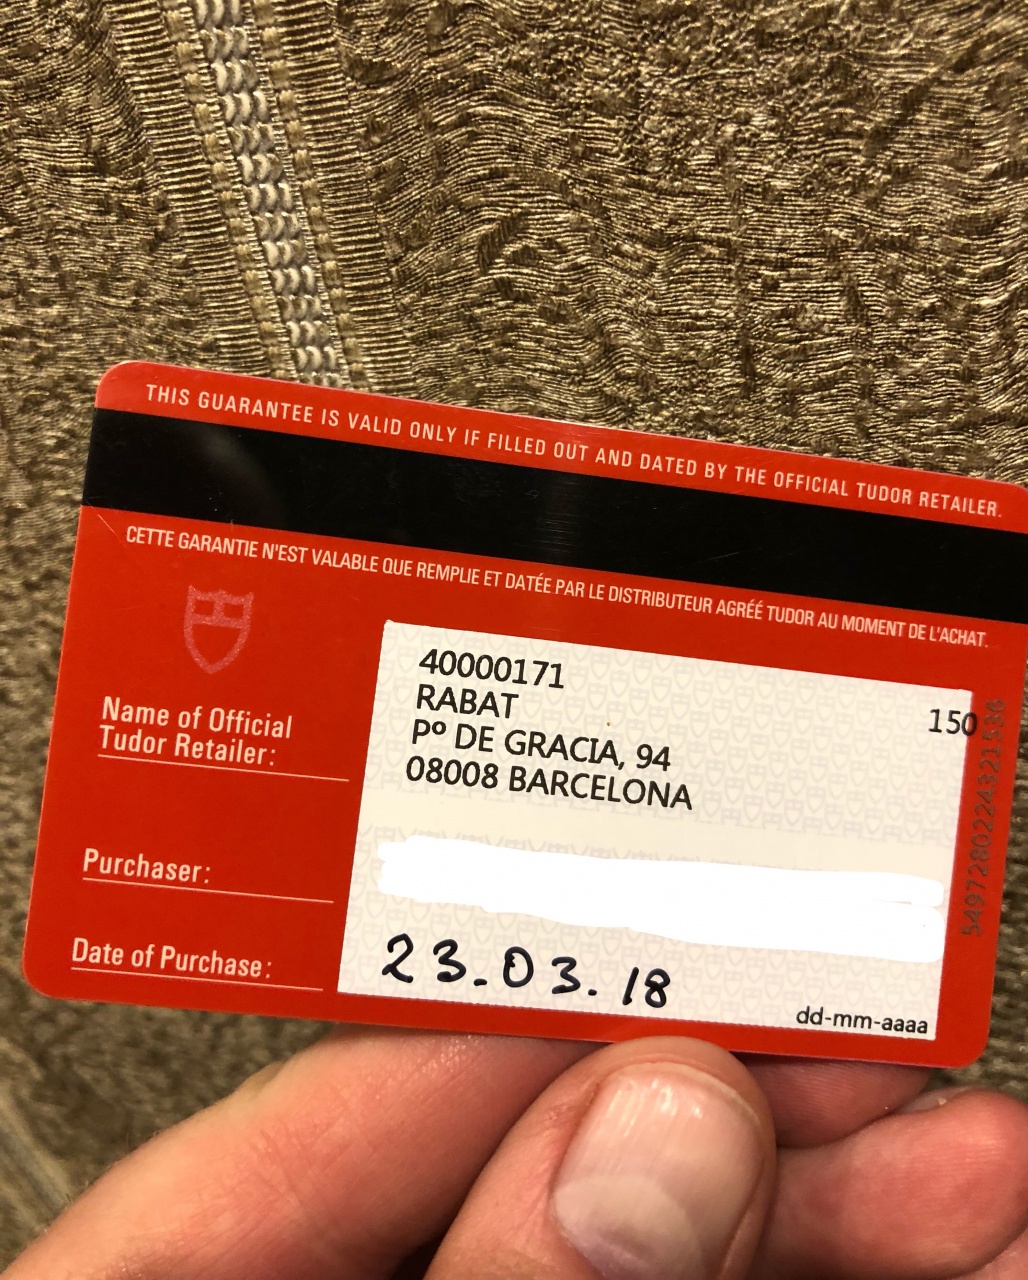 THIS GUARANTEE IS VALID ONLY IF FILLED OUT AND DATED BY THE OFFICIAL TUDOR RETAILER.
CETTE GARANTIE N'EST VALABLE QUE REMPLIE ET DATÉE PAR LE DISTRIBUTEUR AGRÉÉ TUDOR AU MOMENT DE L'ACHAT.
Name of Official
Tudor Retailer:
40000171
RABAT
Pº DE GRACIA, 94
08008 BARCELONA
150
Purchaser:
Date of Purchase:
23.03.18
dd-mm-aaaa